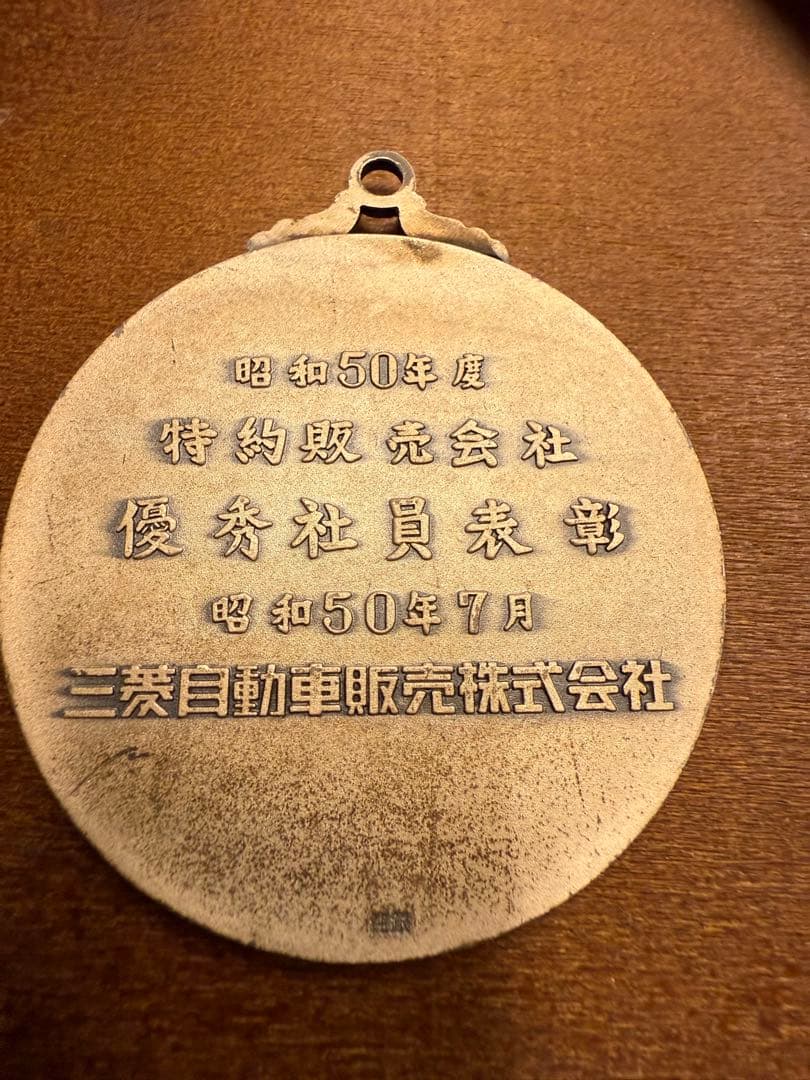 昭和50年度
特約販売会社
優秀社員表彰
昭和50年7月
三菱自動車販売株式会社